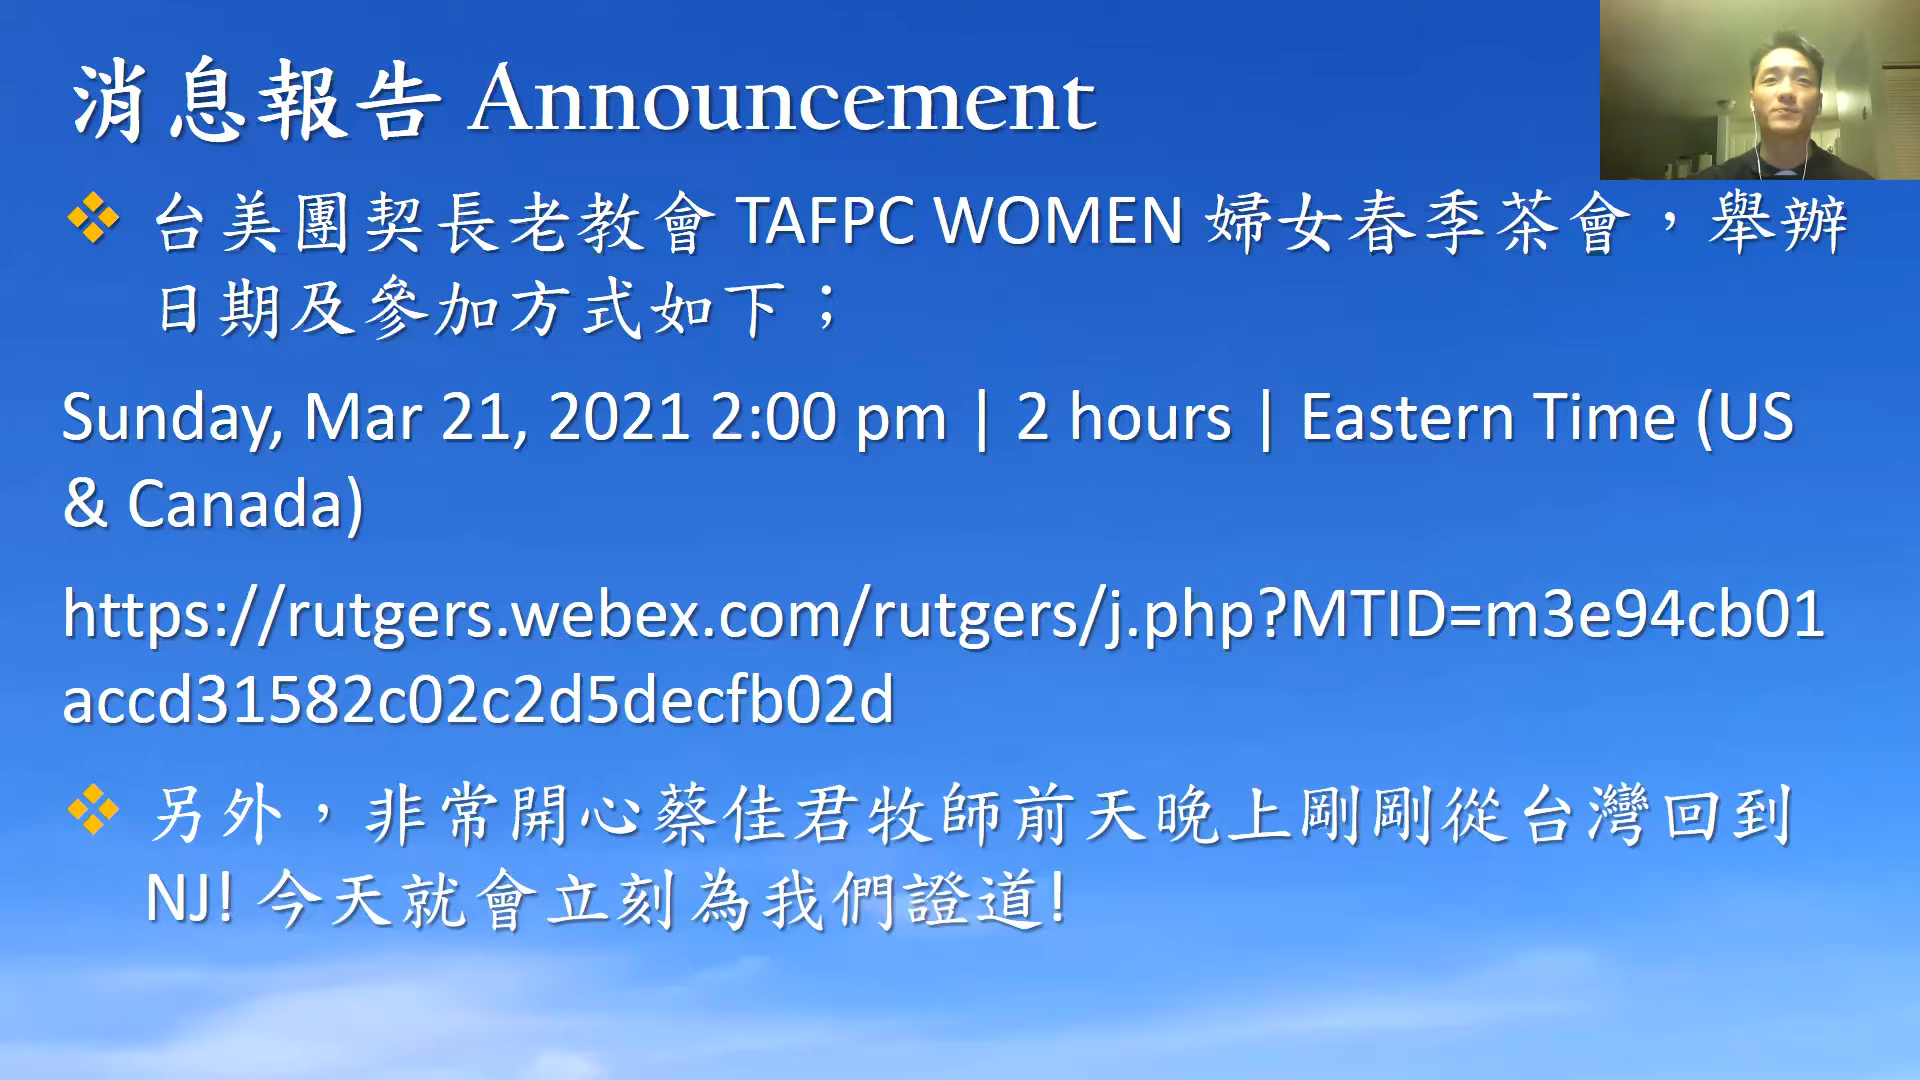 消息報告 Announcement
台美團契長老教會 TAFPC WOMEN 婦女春季茶會，舉辦
日期及參加方式如下；
Sunday, Mar 21, 2021 2:00 pm | 2 hours | Eastern Time (US
& Canada)
https://rutgers.webex.com/rutgers/j.php?MTID=m3e94cb01
accd31582c02c2d5decfb02d
另外，非常開心蔡佳君牧師前天晚上剛剛從台灣回到
NJ! 今天就會立刻為我們證道!